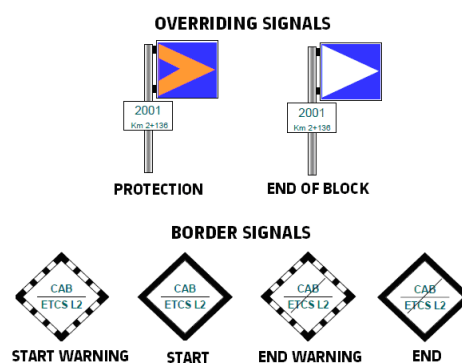 OVERRIDING SIGNALS
2001
Km 2+136
2001
Km 2+136
PROTECTION
END OF BLOCK
BORDER SIGNALS
CAB
ETCS L2
CAB
ETCS L2
CAB
ETCS L2
CAB
ETCS L2
START WARNING
START
END WARNING
END